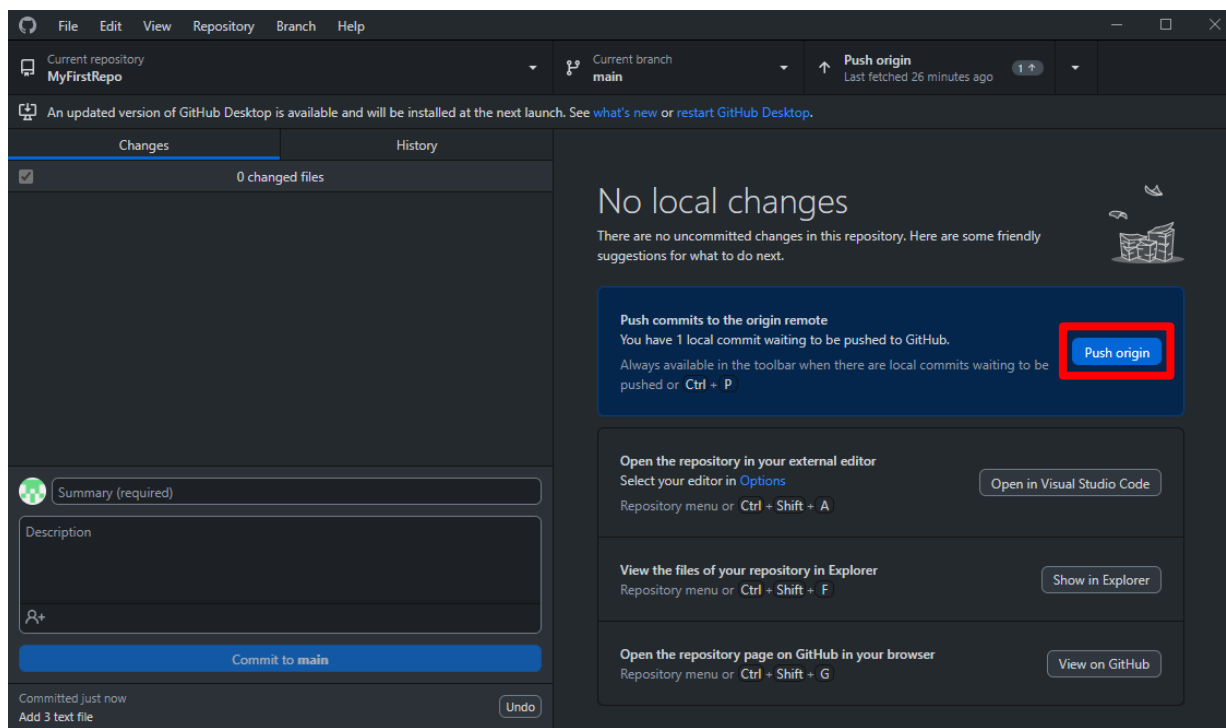 File Edit View Repository Branch Help
Current repository
MyFirstRepo
Current branch
main
Push origin
Last fetched 26 minutes ago
1↑
An updated version of GitHub Desktop is available and will be installed at the next launch. See what's new or restart GitHub Desktop.
Changes
History
0 changed files
Summary (required)
Description
Commit to main
Committed just now
Add 3 text file
Undo
No local changes
There are no uncommitted changes in this repository. Here are some friendly
suggestions for what to do next.
Push commits to the origin remote
You have 1 local commit waiting to be pushed to GitHub.
Always available in the toolbar when there are local commits waiting to be
pushed or Ctrl + P
Push origin
Open the repository in your external editor
Select your editor in Options
Repository menu or Ctrl + Shift + A
Open in Visual Studio Code
View the files of your repository in Explorer
Repository menu or Ctrl + Shift + F
Show in Explorer
Open the repository page on GitHub in your browser
Repository menu or Ctrl + Shift + G
View on GitHub